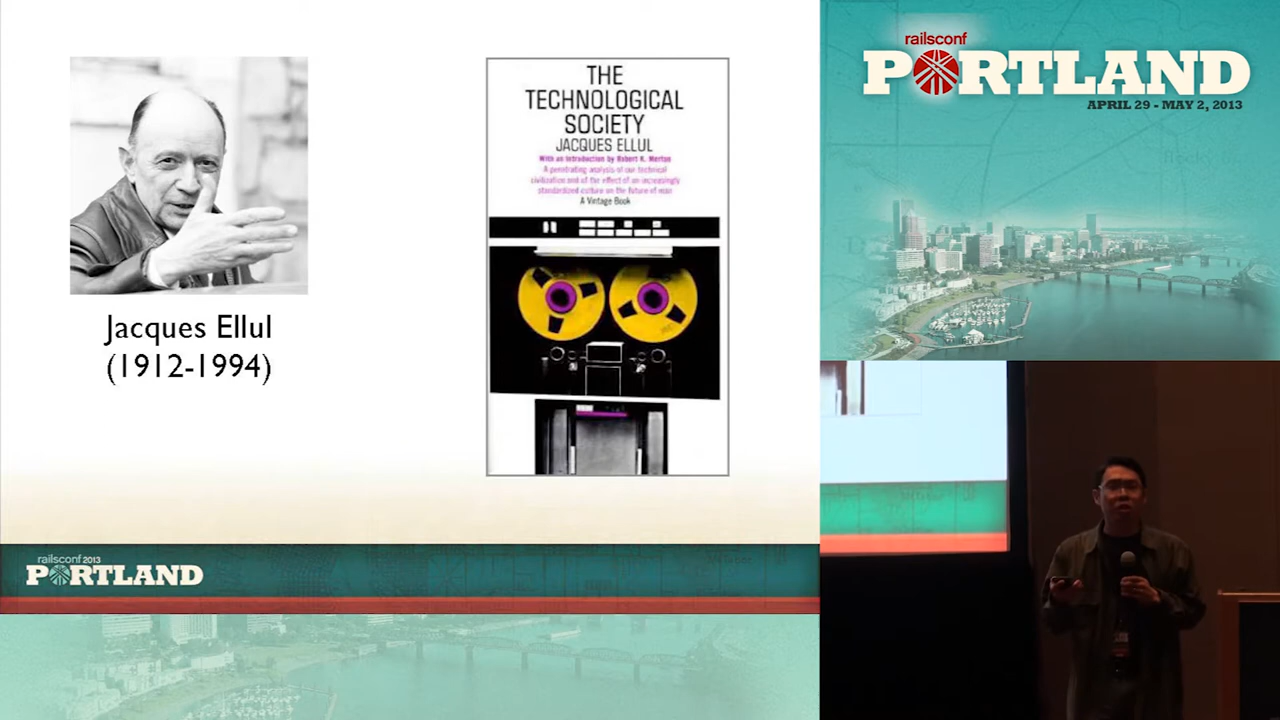 THE
TECHNOLOGICAL
SOCIETY
JACQUES ELLUL
With an introduction by Robert K. Merton
A penetrating analysis of our technical
civilization and of the effect of an increasingly
standardized culture on the future of man
A Vintage Book
Jacques Ellul
(1912-1994)
railsconf 2013
PORTLAND
railsconf
PORTLAND
APRIL 29 - MAY 2, 2013